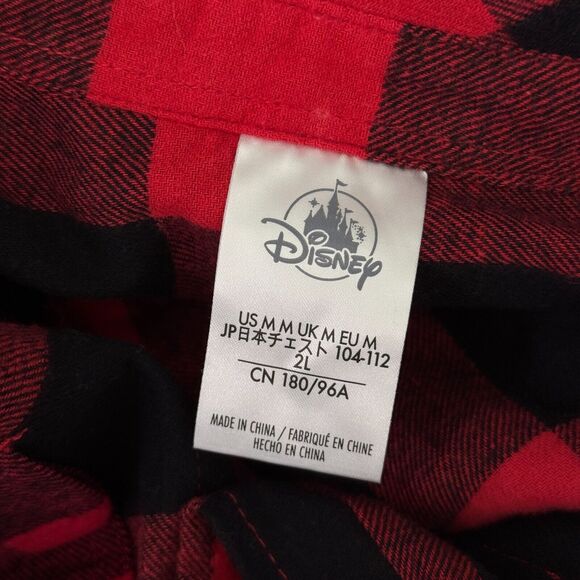 Disney
US M M UK M EU M
JP日本チェスト 104-112
2L
CN 180/96A
MADE IN CHINA / FABRIQUÉ EN CHINE
HECHO EN CHINA